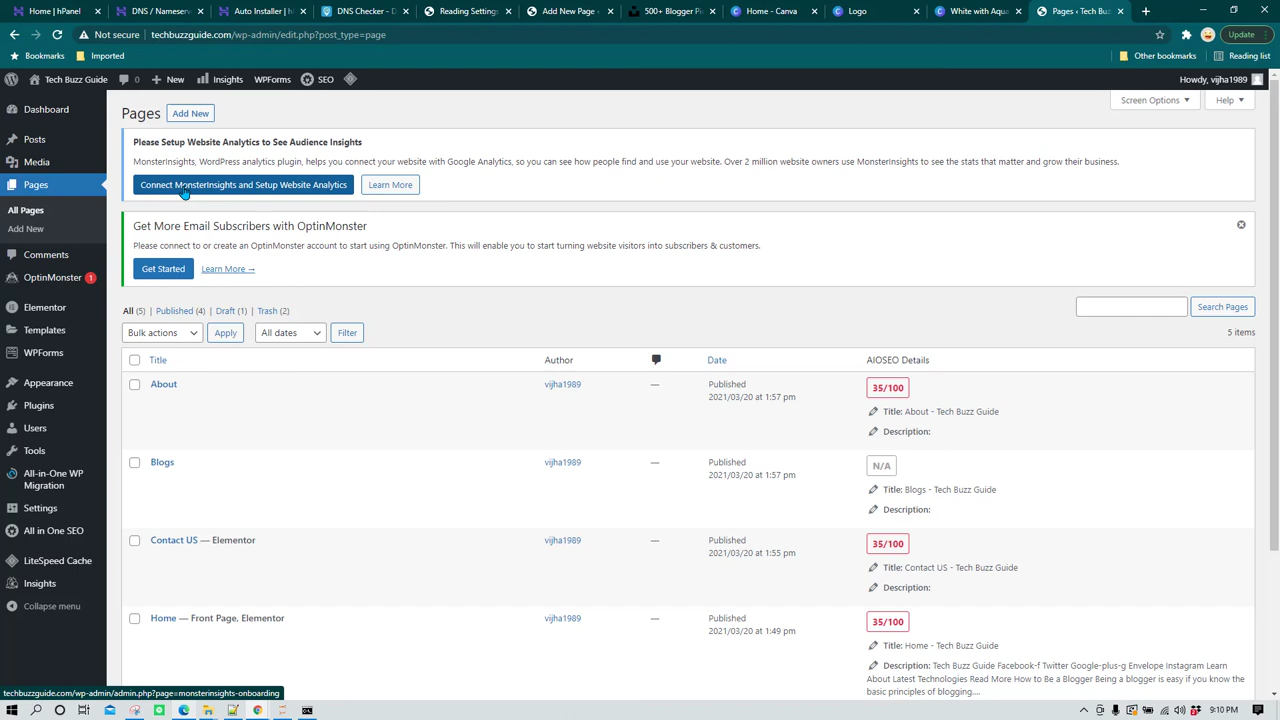 H | hPanel
DNS / Nameserv
Auto Installer | h
DNS Checker - D
Reading Setting
Add New Page
500+ Blogger Pi
Home - Canva
Logo
White with Aqua
Pages ‹ Tech Buz
Not secure | techbuzzguide.com/wp-admin/edit.php?post_type=page
Update
Bookmarks
Imported
Other bookmarks
Reading list
Tech Buzz Guide
0
New
Insights
WPForms
SEO
Howdy, vijha1989
Dashboard
Posts
Media
Pages
All Pages
Add New
Comments
OptinMonster 1
Elementor
Templates
WPForms
Appearance
Plugins
Users
Tools
All-in-One WP
Migration
Settings
All in One SEO
LiteSpeed Cache
Insights
Collapse menu
Pages
Add New
Screen Options
Help
Please Setup Website Analytics to See Audience Insights
MonsterInsights, WordPress analytics plugin, helps you connect your website with Google Analytics, so you can see how people find and use your website. Over 2 million website owners use MonsterInsights to see the stats that matter and grow their business.
Connect MonsterInsights and Setup Website Analytics
Learn More
Get More Email Subscribers with OptinMonster
Please connect to or create an OptinMonster account to start using OptinMonster. This will enable you to start turning website visitors into subscribers & customers.
Get Started
Learn More →
All (5) | Published (4) | Draft (1) | Trash (2)
Search Pages
Bulk actions
Apply
All dates
Filter
5 items
Title
Author
Date
AIOSEO Details
About
vijha1989
—
Published
2021/03/20 at 1:57 pm
35/100
Title: About - Tech Buzz Guide
Description:
Blogs
vijha1989
—
Published
2021/03/20 at 1:57 pm
N/A
Title: Blogs - Tech Buzz Guide
Description:
Contact US — Elementor
vijha1989
—
Published
2021/03/20 at 1:55 pm
35/100
Title: Contact US - Tech Buzz Guide
Description:
Home — Front Page, Elementor
vijha1989
—
Published
2021/03/20 at 1:49 pm
35/100
Title: Home - Tech Buzz Guide
Description: Tech Buzz Guide Facebook-f Twitter Google-plus-g Envelope Instagram Learn
About Latest Technologies Read More How to Be a Blogger Being a blogger is easy if you know the
basic principles of blogging....
techbuzzguide.com/wp-admin/admin.php?page=monsterinsights-onboarding
9:10 PM